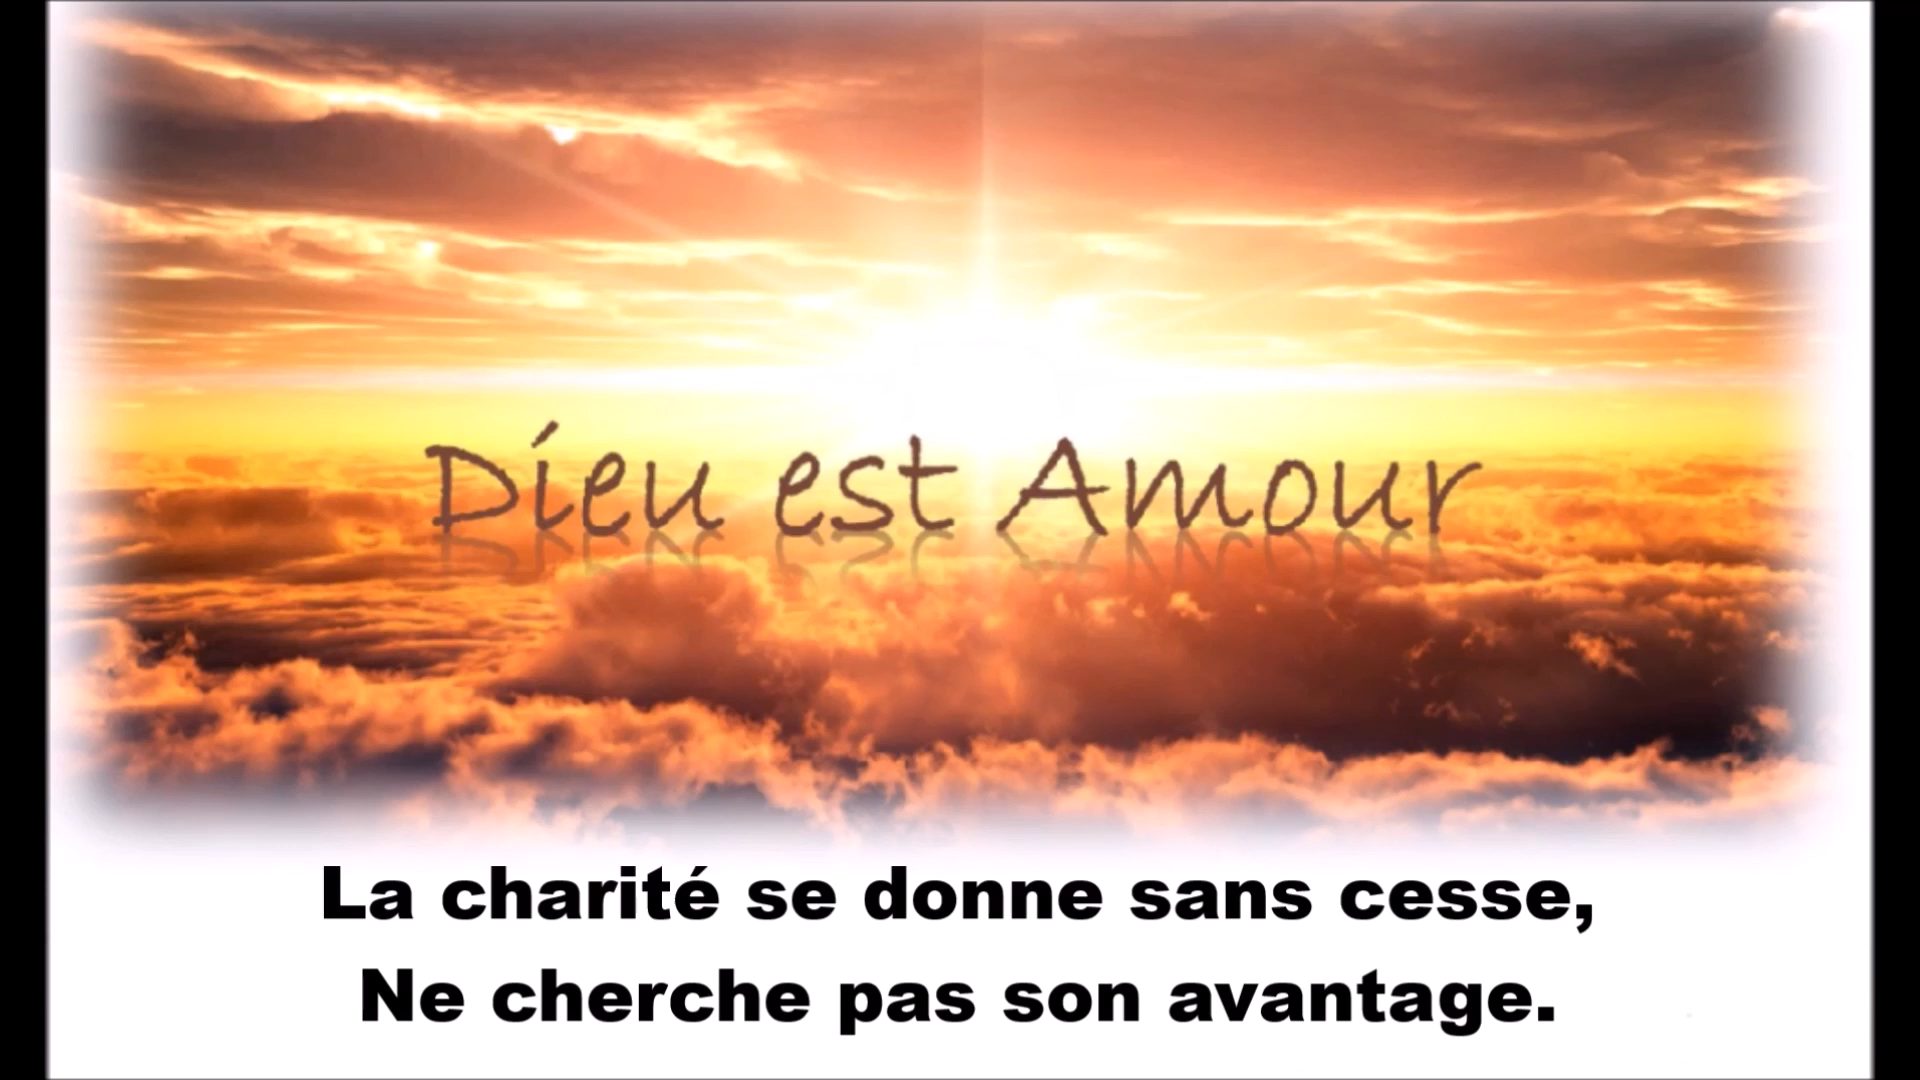 Dieu est Amour
La charité se donne sans cesse,
Ne cherche pas son avantage.